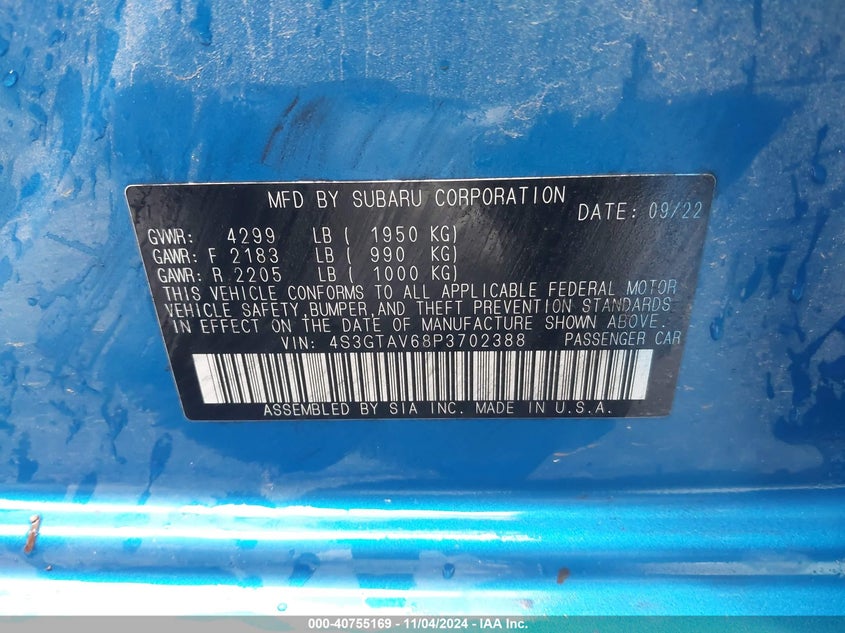 MFD BY SUBARU CORPORATION DATE: 09/22
GVWR: 4299 LB ( 1950 KG)
GAWR: F 2183 LB ( 990 KG)
GAWR: R 2205 LB ( 1000 KG)
THIS VEHICLE CONFORMS TO ALL APPLICABLE FEDERAL MOTOR
VEHICLE SAFETY, BUMPER, AND THEFT PREVENTION STANDARDS
IN EFFECT ON THE DATE OF MANUFACTURE SHOWN ABOVE.
VIN: 4S3GTAV68P3702388 PASSENGER CAR
ASSEMBLED BY SIA INC. MADE IN U.S.A.
000-40755169 - 11/04/2024 - IAA Inc.